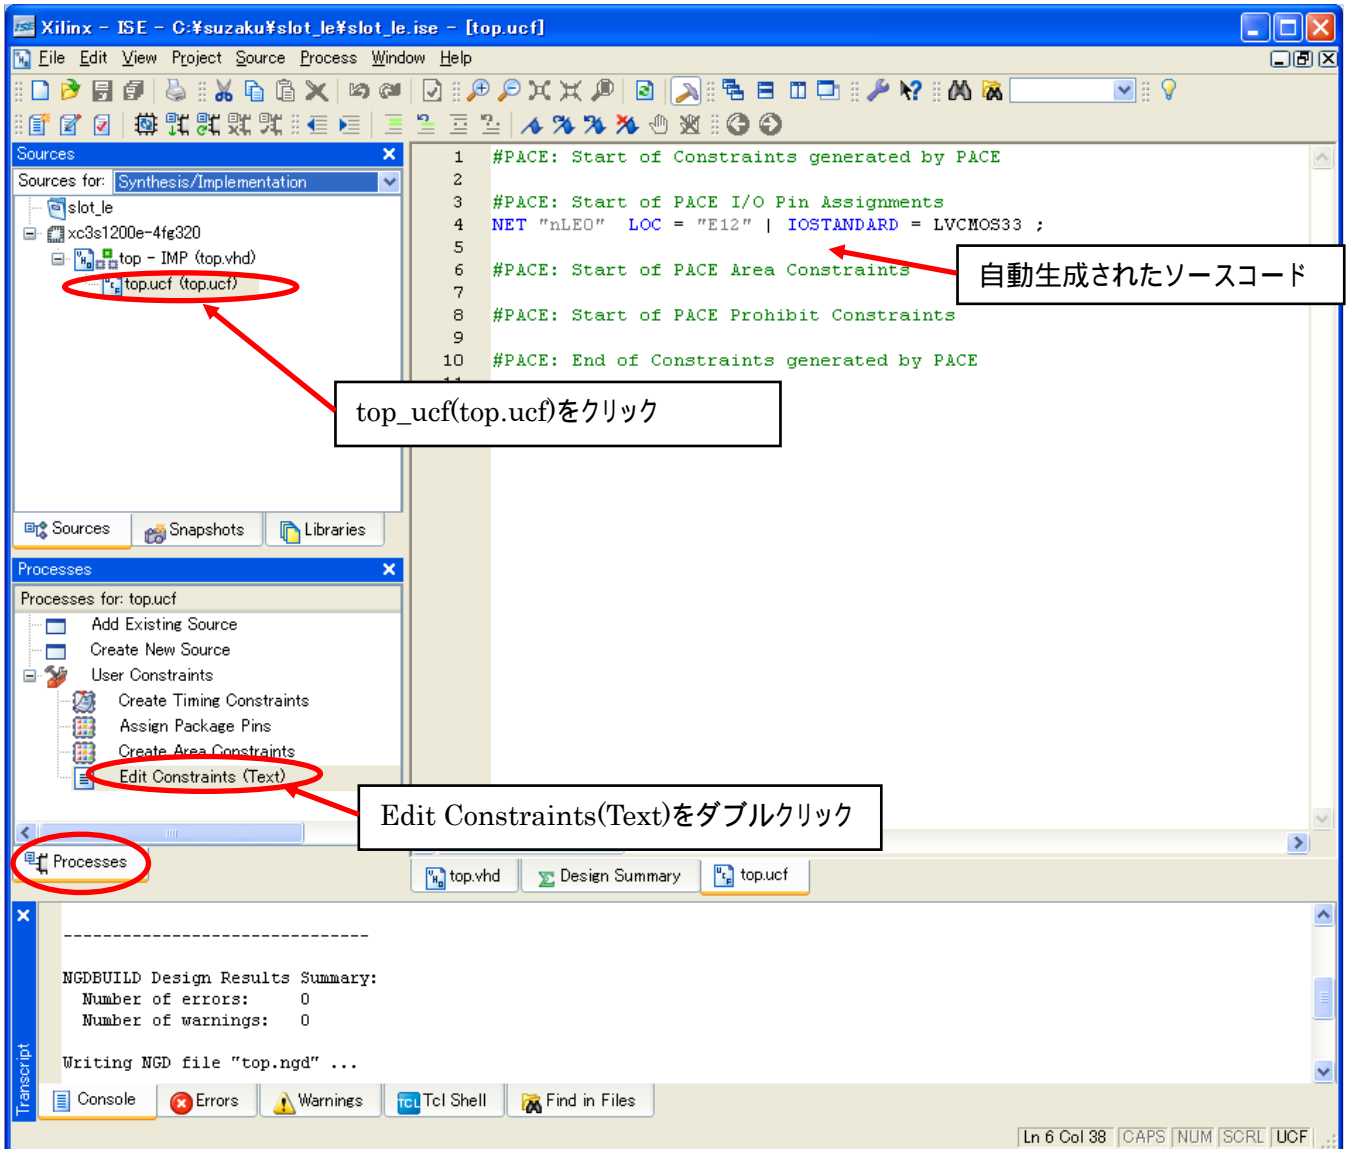 Xilinx - ISE - C:¥suzaku¥slot_le¥slot_le.ise - [top.ucf]
File Edit View Project Source Process Window Help
Sources
Sources for: Synthesis/Implementation
slot_le
xc3s1200e-4fg320
top - IMP (top.vhd)
top.ucf (top.ucf)
1 #PACE: Start of Constraints generated by PACE
2
3 #PACE: Start of PACE I/O Pin Assignments
4 NET "nLE0" LOC = "E12" | IOSTANDARD = LVCMOS33 ;
5
6 #PACE: Start of PACE Area Constraints
7
8 #PACE: Start of PACE Prohibit Constraints
9
10 #PACE: End of Constraints generated by PACE
自動生成されたソースコード
top_ucf(top.ucf)をクリック
Sources Snapshots Libraries
Processes
Processes for: top.ucf
Add Existing Source
Create New Source
User Constraints
Create Timing Constraints
Assign Package Pins
Create Area Constraints
Edit Constraints (Text)
Edit Constraints(Text)をダブルクリック
Processes
top.vhd Design Summary top.ucf
------------------------------
NGDBUILD Design Results Summary:
Number of errors: 0
Number of warnings: 0
Writing NGD file "top.ngd" ...
Transcript
Console Errors Warnings TCL Tcl Shell Find in Files
Ln 6 Col 38 CAPS NUM SCRL UCF